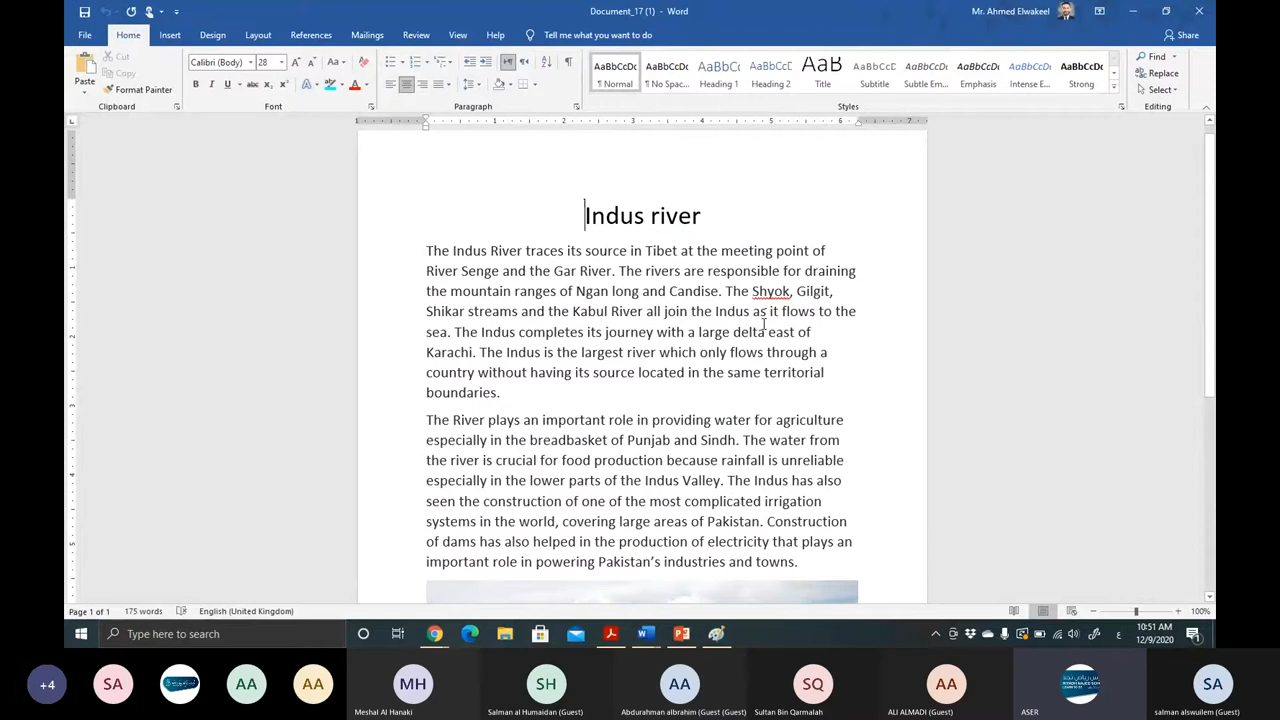 Document_17 (1) - Word
Mr. Ahmed Elwakeel
File Home Insert Design Layout References Mailings Review View Help Tell me what you want to do Share
Paste
Cut
Copy
Format Painter
Clipboard
Calibri (Body) 28
Font
Paragraph
AaBbCcDc AaBbCcDc AaBbCc AaBbCcC AaB AaBbCcD AaBbCcDc AaBbCcDc AaBbCcDc AaBbCcDc
¶ Normal ¶ No Spac... Heading 1 Heading 2 Title Subtitle Subtle Em... Emphasis Intense E... Strong
Styles
Find
Replace
Select
Editing
Indus river
The Indus River traces its source in Tibet at the meeting point of
River Senge and the Gar River. The rivers are responsible for draining
the mountain ranges of Ngan long and Candise. The Shyok, Gilgit,
Shikar streams and the Kabul River all join the Indus as it flows to the
sea. The Indus completes its journey with a large delta east of
Karachi. The Indus is the largest river which only flows through a
country without having its source located in the same territorial
boundaries.
The River plays an important role in providing water for agriculture
especially in the breadbasket of Punjab and Sindh. The water from
the river is crucial for food production because rainfall is unreliable
especially in the lower parts of the Indus Valley. The Indus has also
seen the construction of one of the most complicated irrigation
systems in the world, covering large areas of Pakistan. Construction
of dams has also helped in the production of electricity that plays an
important role in powering Pakistan's industries and towns.
Page 1 of 1 175 words English (United Kingdom) 100%
Type here to search
ع
10:51 AM
12/9/2020
+4 SA AA AA MH SH AA SQ AA SA
Meshal Al Hanaki Salman al Humaidan (Guest) Abdurahman albrahim (Guest) (Guest) Sultan Bin Qarmalah ALI ALMADI (Guest) ASER salman alswuilem (Guest)